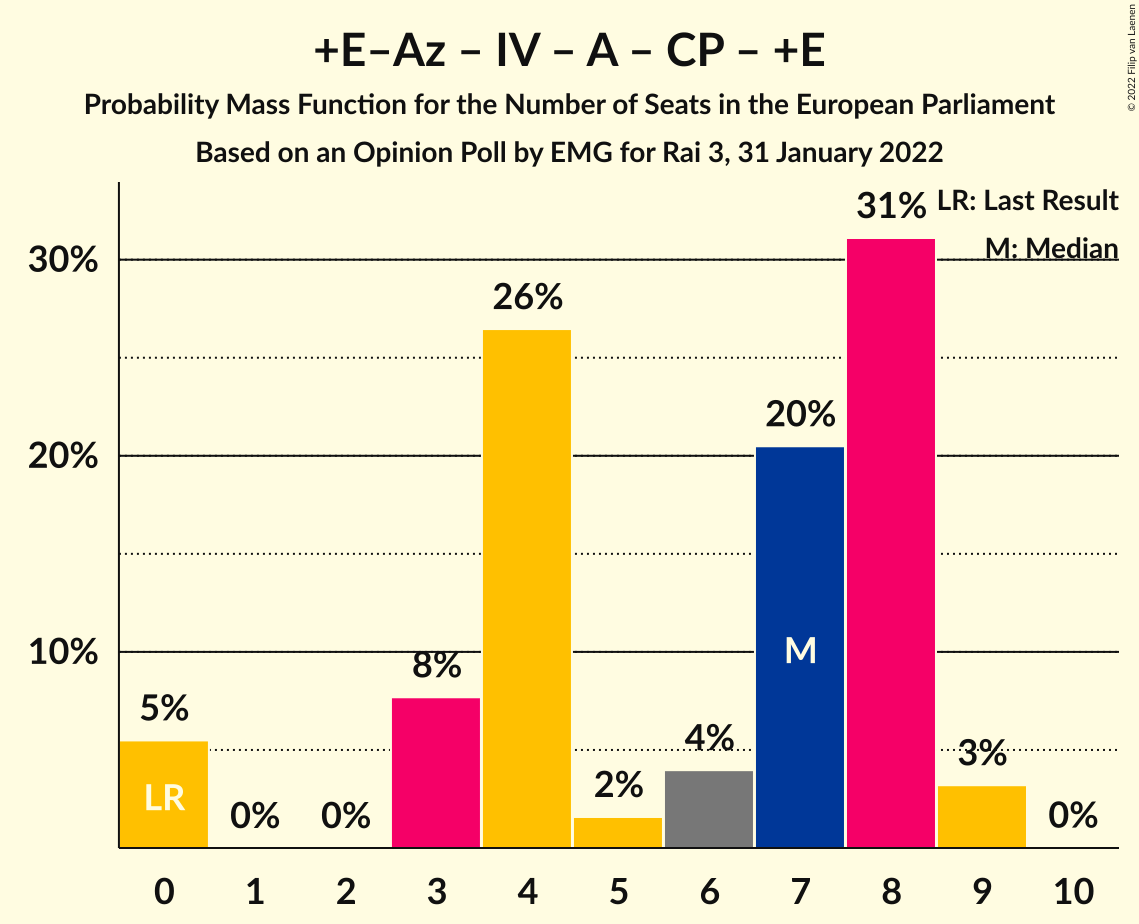 +E–Az – IV – A – CP – +E
Probability Mass Function for the Number of Seats in the European Parliament
Based on an Opinion Poll by EMG for Rai 3, 31 January 2022
© 2022 Filip van Laenen
LR: Last Result
M: Median
30%
20%
10%
5%
0%
0%
8%
26%
2%
4%
20%
31%
3%
0%
LR
M
0 1 2 3 4 5 6 7 8 9 10